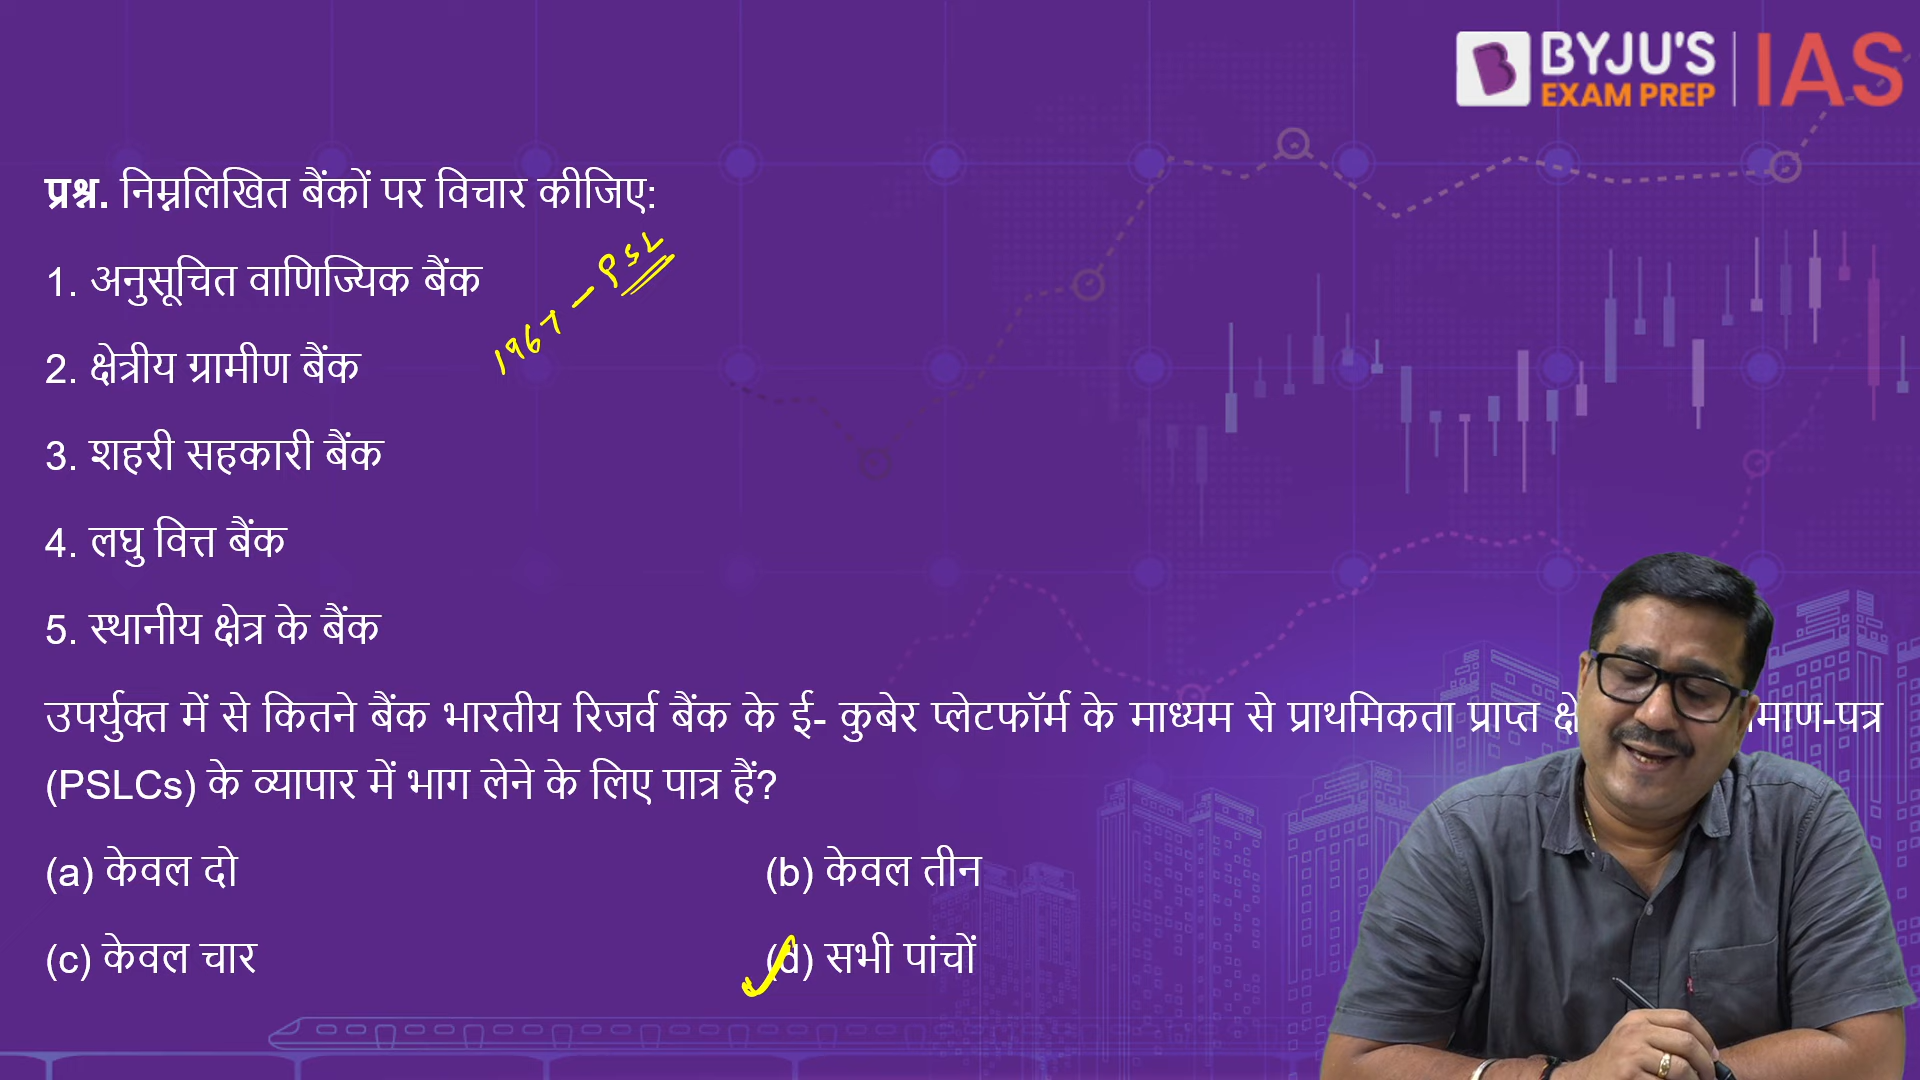 BYJU'S
EXAM PREP
IAS
प्रश्न. निम्नलिखित बैंकों पर विचार कीजिए:
1. अनुसूचित वाणिज्यिक बैंक
1967 – PSL
2. क्षेत्रीय ग्रामीण बैंक
3. शहरी सहकारी बैंक
4. लघु वित्त बैंक
5. स्थानीय क्षेत्र के बैंक
उपर्युक्त में से कितने बैंक भारतीय रिजर्व बैंक के ई- कुबेर प्लेटफॉर्म के माध्यम से प्राथमिकता प्राप्त
(PSLCs) के व्यापार में भाग लेने के लिए पात्र हैं?
(a) केवल दो
(b) केवल तीन
(c) केवल चार
(d) सभी पांचों